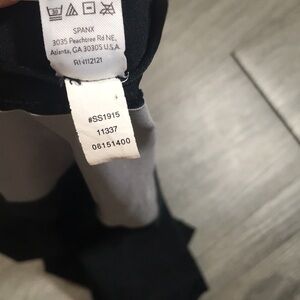 SPANX
3035 Peachtree Rd NE,
Atlanta, GA 30305 U.S.A.
RN#112121
#SS1915
11337
06151400